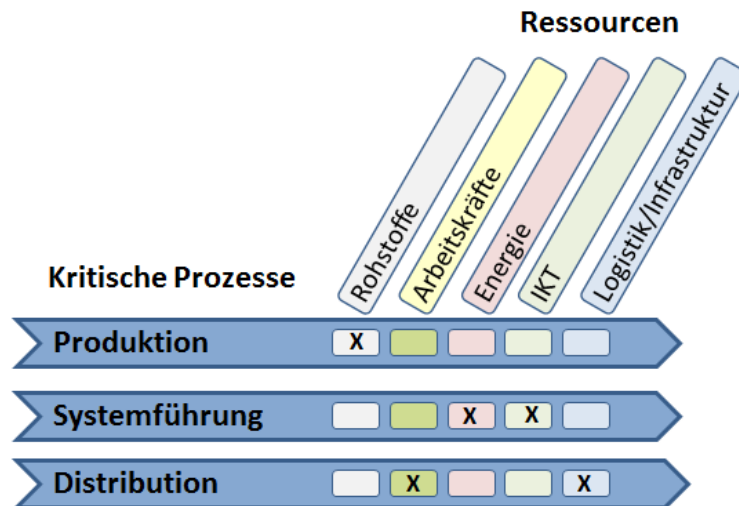 Ressourcen
Rohstoffe
Arbeitskräfte
Energie
IKT
Logistik/Infrastruktur
Kritische Prozesse
Produktion X
Systemführung X X
Distribution X X